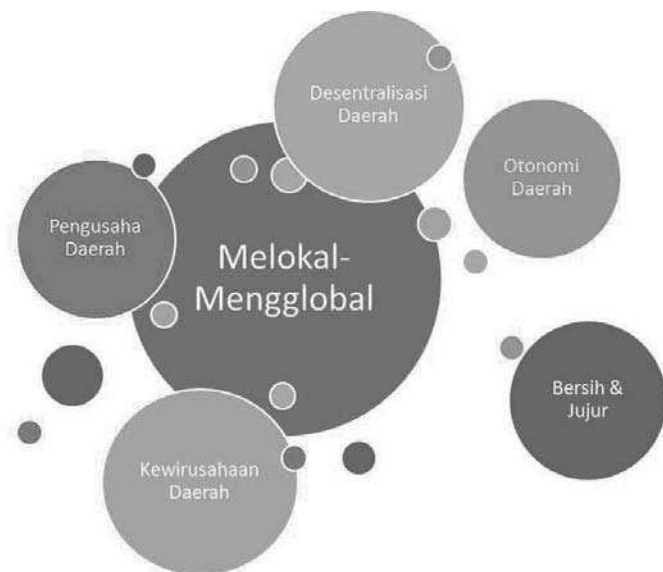 Desentralisasi
Daerah
Otonomi
Daerah
Pengusaha
Daerah
Melokal-
Mengglobal
Bersih &
Jujur
Kewirusahaan
Daerah